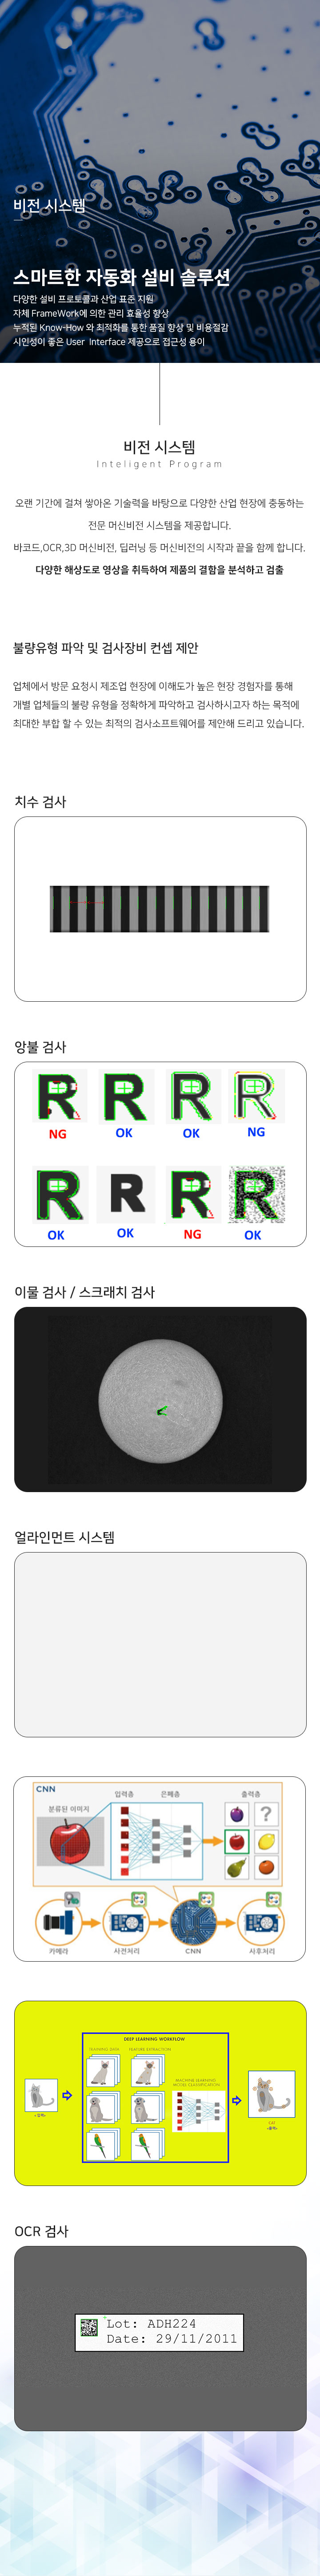 비전 시스템
스마트한 자동화 설비 솔루션
다양한 설비 프로토콜과 산업 표준 지원
자체 FrameWork에 의한 관리 효율성 향상
누적된 Know-How 와 최적화를 통한 품질 향상 및 비용절감
시인성이 좋은 User Interface 제공으로 접근성 용이
비전 시스템
Inteligent Program
오랜 기간에 걸쳐 쌓아온 기술력을 바탕으로 다양한 산업 현장에 충동하는
전문 머신비전 시스템을 제공합니다.
바코드,OCR,3D 머신비전, 딥러닝 등 머신비전의 시작과 끝을 함께 합니다.
다양한 해상도로 영상을 취득하여 제품의 결함을 분석하고 검출
불량유형 파악 및 검사장비 컨셉 제안
업체에서 방문 요청시 제조업 현장에 이해도가 높은 현장 경험자를 통해
개별 업체들의 불량 유형을 정확하게 파악하고 검사하시고자 하는 목적에
최대한 부합 할 수 있는 최적의 검사소프트웨어를 제안해 드리고 있습니다.
치수 검사
앙불 검사
R R R R
NG OK OK NG
R R R R
OK OK NG OK
이물 검사 / 스크래치 검사
얼라인먼트 시스템
CNN
분류된 이미지 입력층 은폐층 출력층
?
카메라 사전처리 CNN 사후처리
DEEP LEARNING WORKFLOW
TRAINING DATA FEATURE EXTRACTION
MACHINE LEARNING
MODEL CLASSIFICATION
CAT
OCR 검사
Lot: ADH224
Date: 29/11/2011